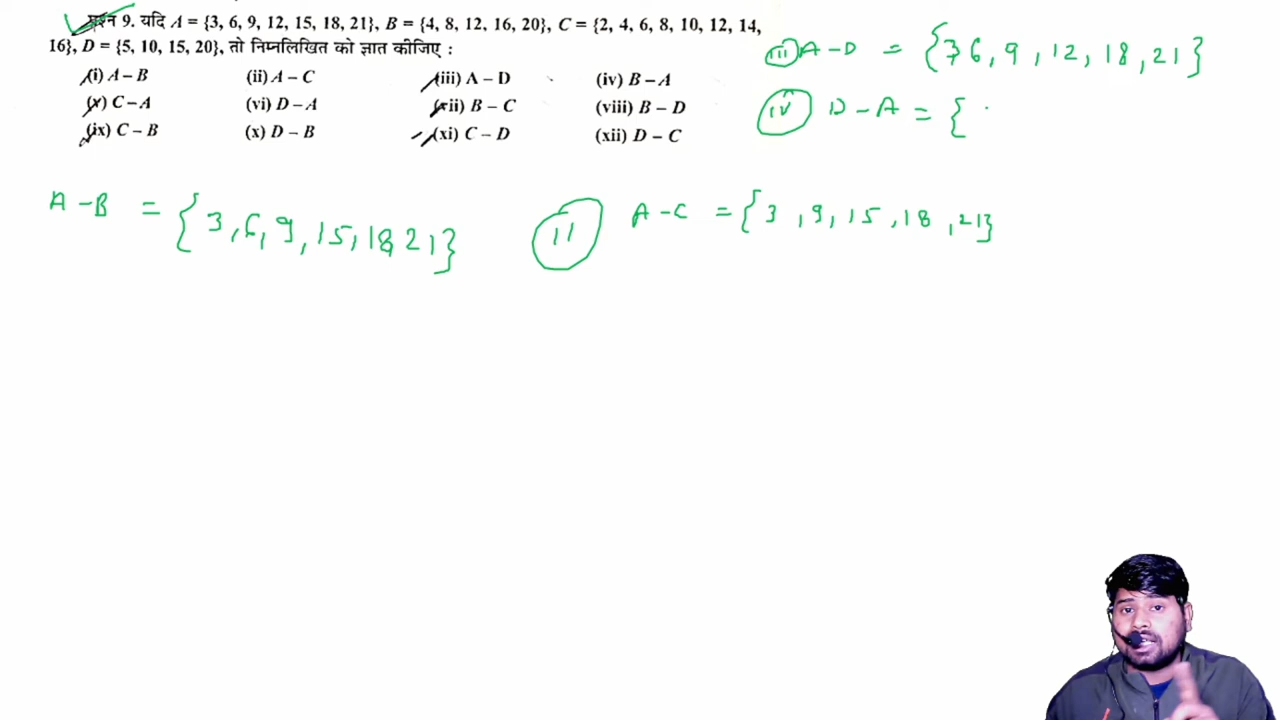 प्रश्न 9. यदि A = {3, 6, 9, 12, 15, 18, 21}, B = {4, 8, 12, 16, 20}, C = {2, 4, 6, 8, 10, 12, 14,
16}, D = {5, 10, 15, 20}, तो निम्नलिखित को ज्ञात कीजिए :
(i) A – B (ii) A – C (iii) A – D (iv) B – A
(v) C – A (vi) D – A (vii) B – C (viii) B – D
(ix) C – B (x) D – B (xi) C – D (xii) D – C
(iii) A – D = {3 6, 9, 12, 18, 21}
(iv) D – A = {
A – B = {3, 6, 9, 15, 18, 21}
(ii) A – C = {3, 9, 15, 18, 21}